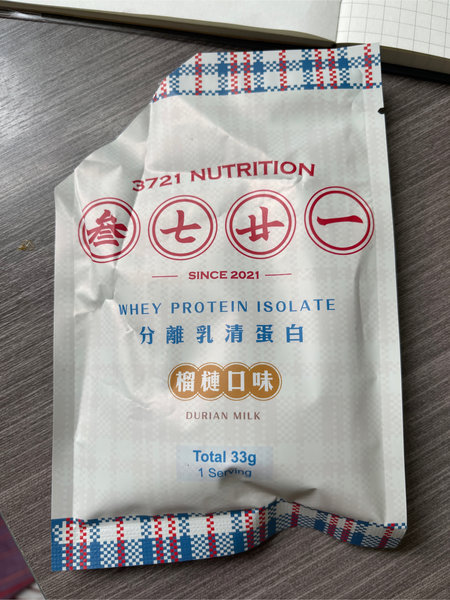 3721 NUTRITION
叁七廿一
SINCE 2021
WHEY PROTEIN ISOLATE
分離乳清蛋白
榴槤口味
DURIAN MILK
Total 33g
1 Serving